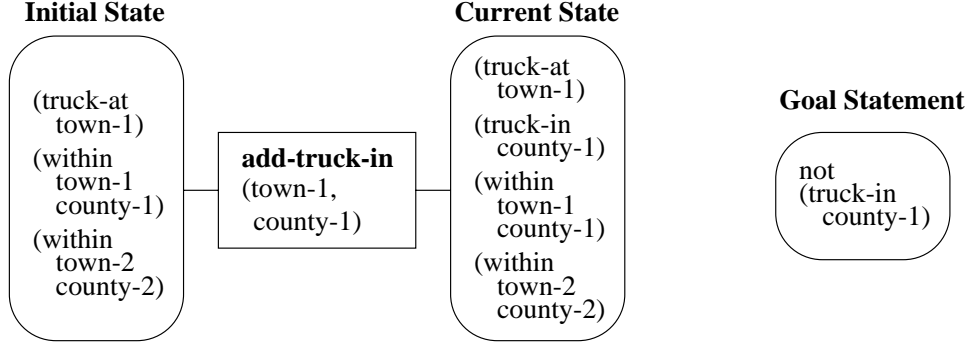 Initial State
(truck-at
town-1)
(within
town-1
county-1)
(within
town-2
county-2)
add-truck-in
(town-1,
county-1)
Current State
(truck-at
town-1)
(truck-in
county-1)
(within
town-1
county-1)
(within
town-2
county-2)
Goal Statement
not
(truck-in
county-1)